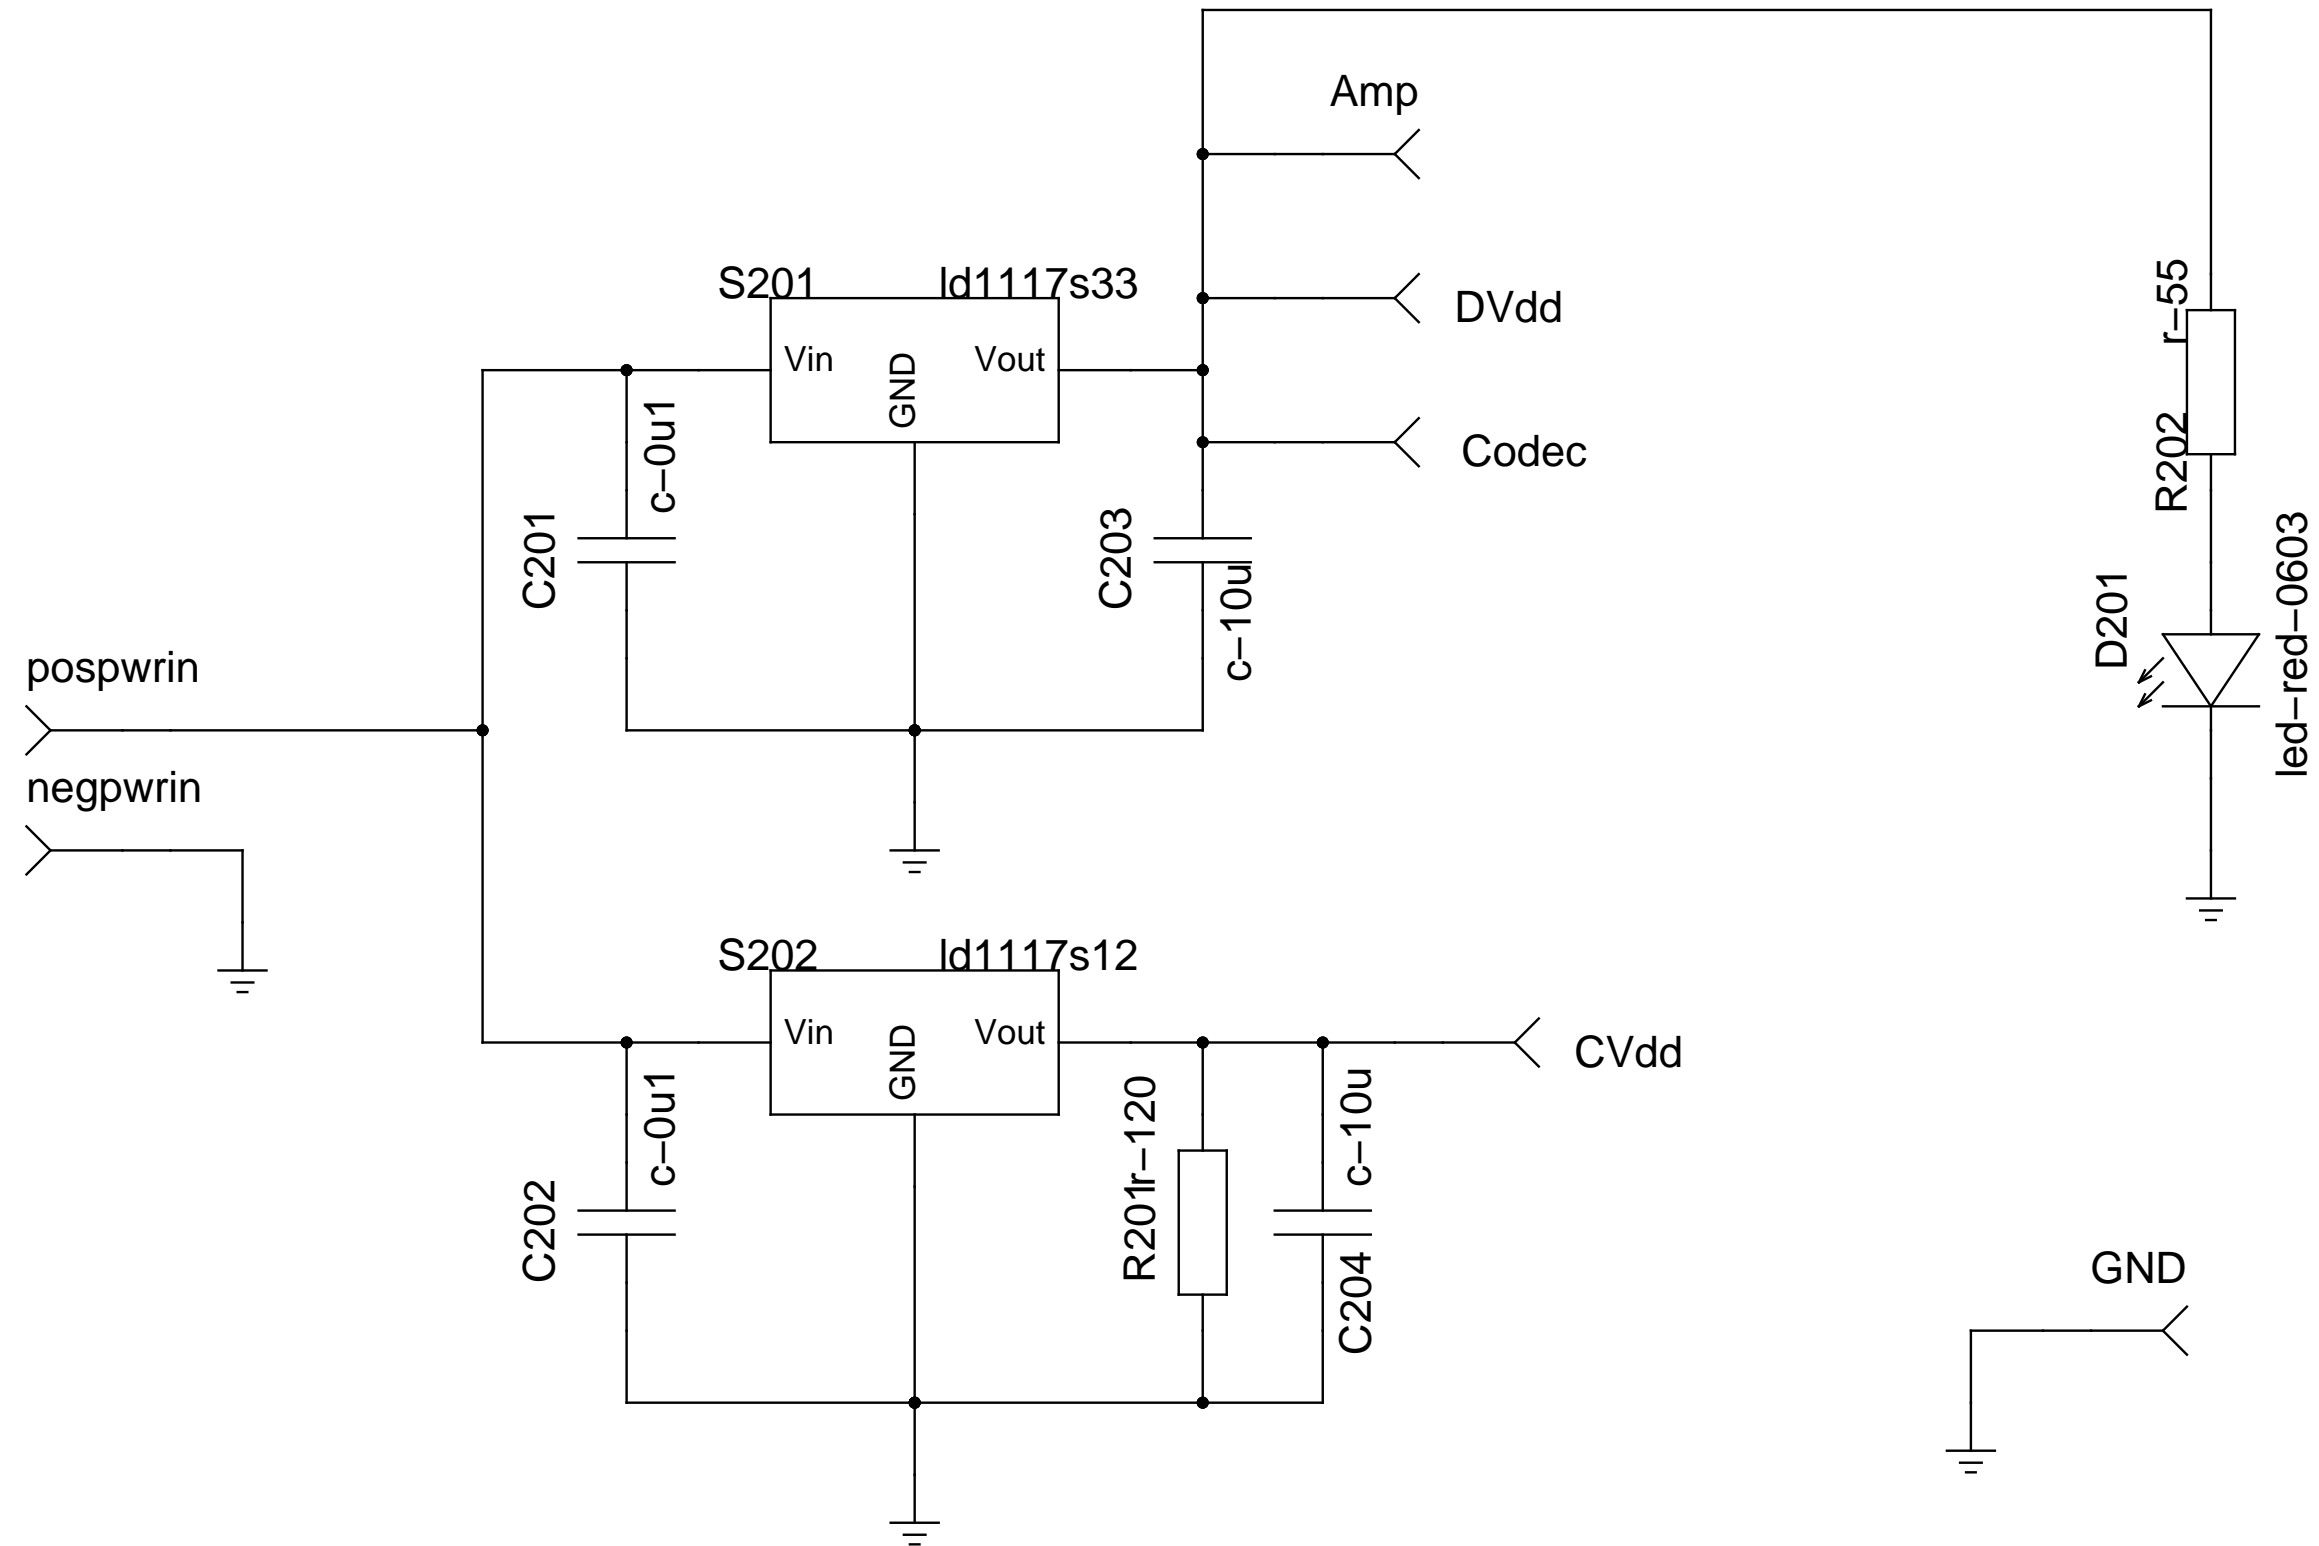 Amp
S201
ld1117s33
DVdd
Vin
GND
Vout
Codec
C201
c–0u1
C203
c–10u
r–55
R202
D201
led–red–0603
pospwrin
negpwrin
S202
ld1117s12
Vin
GND
Vout
CVdd
C202
c–0u1
R201
r–120
c–10u
C204
GND